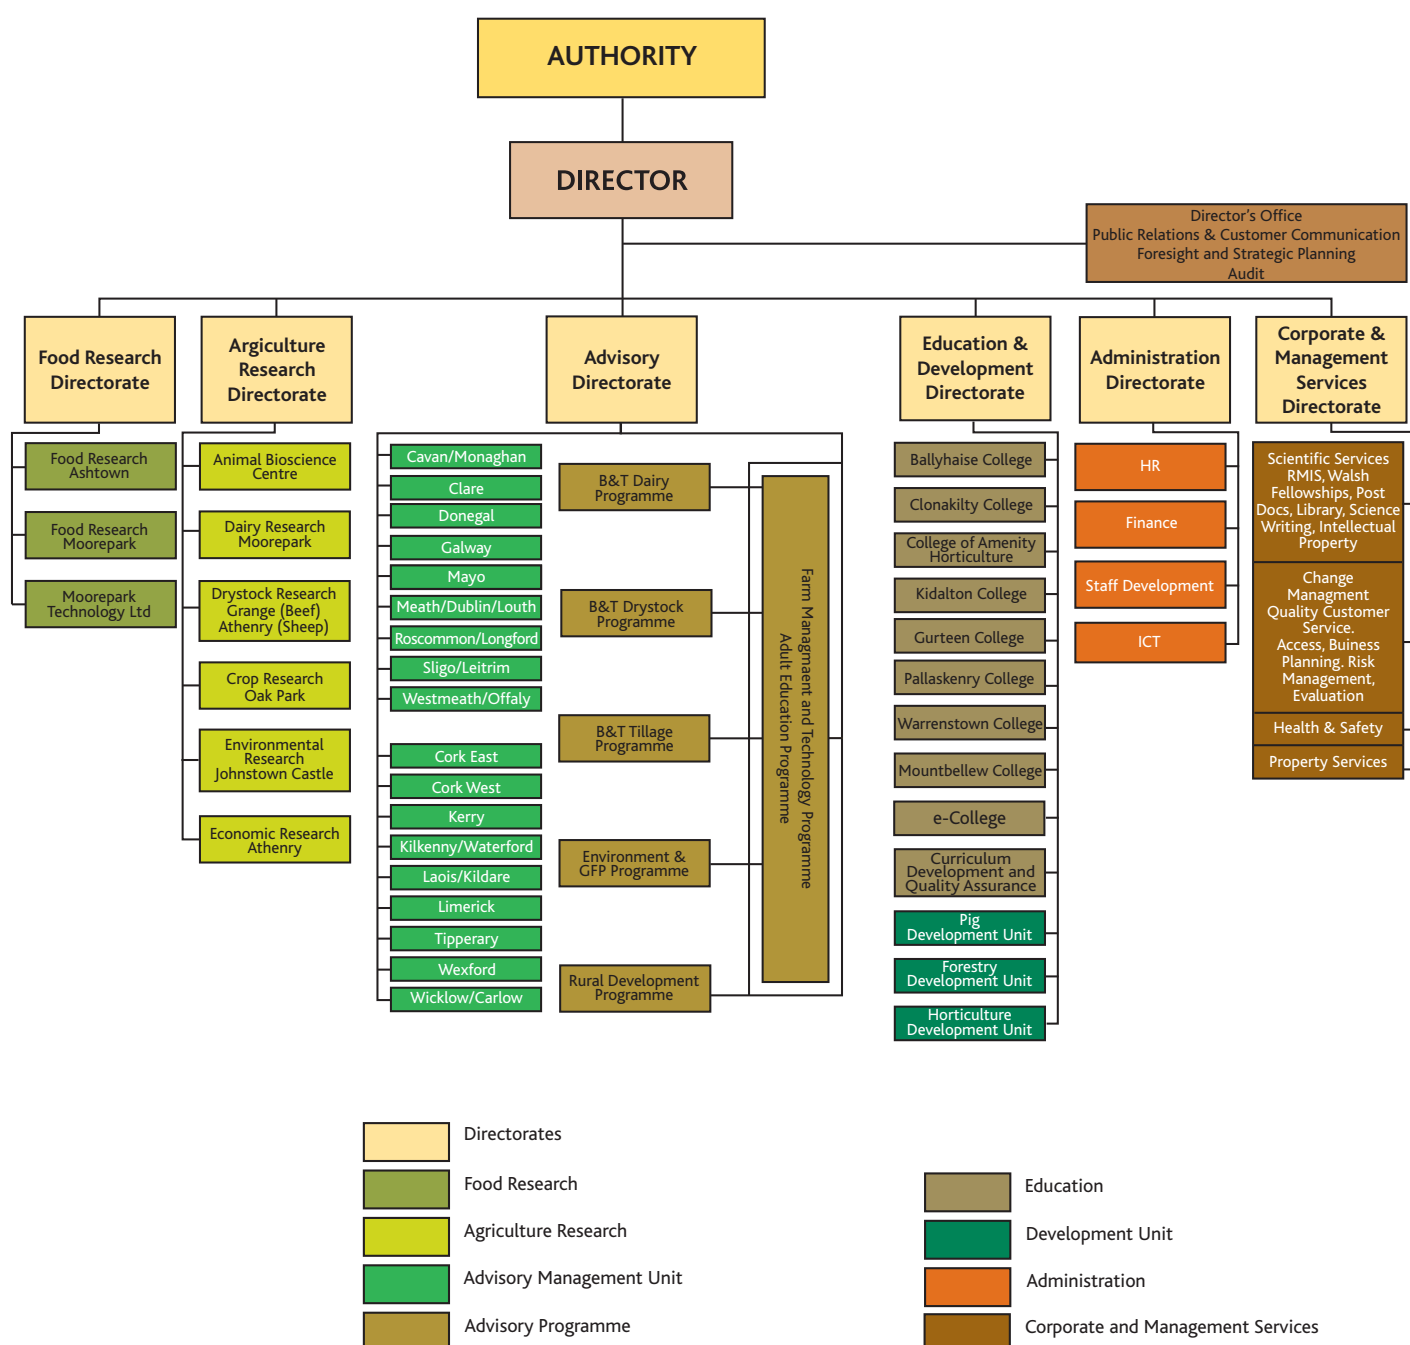 AUTHORITY
DIRECTOR
Director's Office
Public Relations & Customer Communication
Foresight and Strategic Planning
Audit
Food Research
Directorate
Argiculture
Research
Directorate
Advisory
Directorate
Education &
Development
Directorate
Administration
Directorate
Corporate &
Management
Services
Directorate
Food Research
Ashtown
Food Research
Moorepark
Moorepark
Technology Ltd
Animal Bioscience
Centre
Dairy Research
Moorepark
Drystock Research
Grange (Beef)
Athenry (Sheep)
Crop Research
Oak Park
Environmental
Research
Johnstown Castle
Economic Research
Athenry
Cavan/Monaghan
Clare
Donegal
Galway
Mayo
Meath/Dublin/Louth
Roscommon/Longford
Sligo/Leitrim
Westmeath/Offaly
Cork East
Cork West
Kerry
Kilkenny/Waterford
Laois/Kildare
Limerick
Tipperary
Wexford
Wicklow/Carlow
B&T Dairy
Programme
B&T Drystock
Programme
B&T Tillage
Programme
Environment &
GFP Programme
Rural Development
Programme
Farm Managmaent and Technology Programme
Adult Education Programme
Ballyhaise College
Clonakilty College
College of Amenity
Horticulture
Kidalton College
Gurteen College
Pallaskenry College
Warrenstown College
Mountbellew College
e-College
Curriculum
Development and
Quality Assurance
Pig
Development Unit
Forestry
Development Unit
Horticulture
Development Unit
HR
Finance
Staff Development
ICT
Scientific Services
RMIS, Walsh
Fellowships, Post
Docs, Library, Science
Writing, Intellectual
Property
Change
Managment
Quality Customer
Service.
Access, Buiness
Planning. Risk
Management,
Evaluation
Health & Safety
Property Services
Directorates
Food Research
Agriculture Research
Advisory Management Unit
Advisory Programme
Education
Development Unit
Administration
Corporate and Management Services